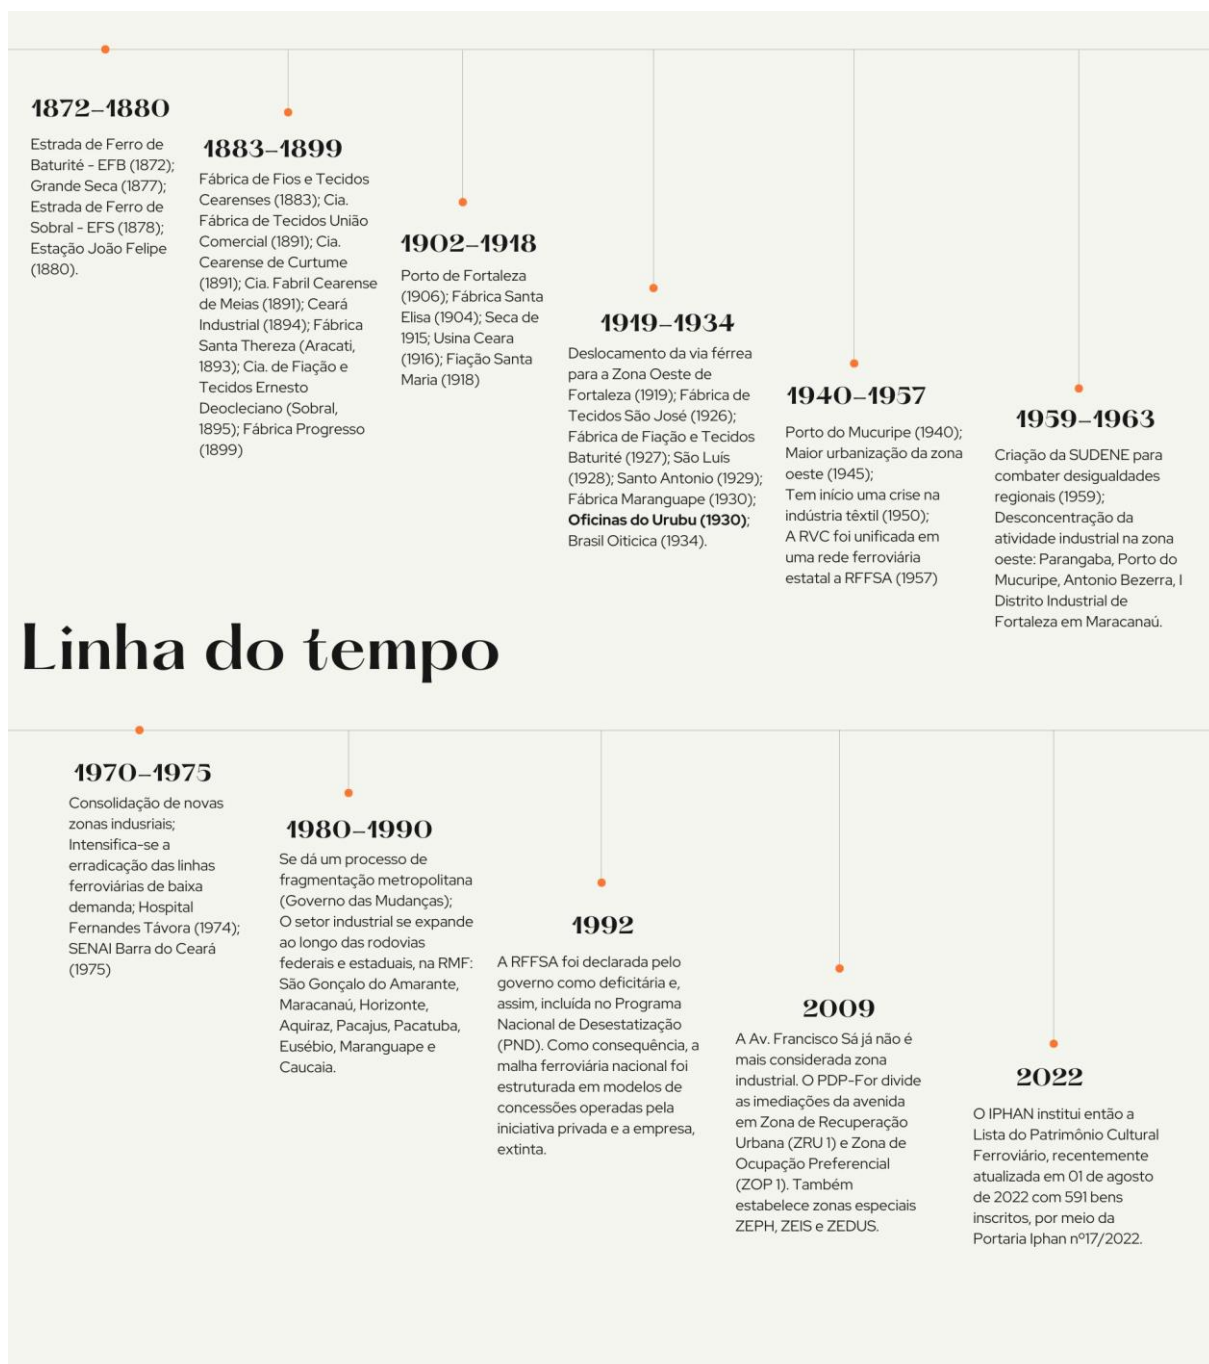 1872–1880
Estrada de Ferro de
Baturité - EFB (1872);
Grande Seca (1877);
Estrada de Ferro de
Sobral - EFS (1878);
Estação João Felipe
(1880).
1883–1899
Fábrica de Fios e Tecidos
Cearenses (1883); Cia.
Fábrica de Tecidos União
Comercial (1891); Cia.
Cearense de Curtume
(1891); Cia. Fabril Cearense
de Meias (1891); Ceará
Industrial (1894); Fábrica
Santa Thereza (Aracati,
1893); Cia. de Fiação e
Tecidos Ernesto
Deocleciano (Sobral,
1895); Fábrica Progresso
(1899)
1902–1918
Porto de Fortaleza
(1906); Fábrica Santa
Elisa (1904); Seca de
1915; Usina Ceara
(1916); Fiação Santa
Maria (1918)
1919–1934
Deslocamento da via férrea
para a Zona Oeste de
Fortaleza (1919); Fábrica de
Tecidos São José (1926);
Fábrica de Fiação e Tecidos
Baturité (1927); São Luís
(1928); Santo Antonio (1929);
Fábrica Maranguape (1930);
Oficinas do Urubu (1930);
Brasil Oiticica (1934).
1940–1957
Porto do Mucuripe (1940);
Maior urbanização da zona
oeste (1945);
Tem início uma crise na
indústria têxtil (1950);
A RVC foi unificada em
uma rede ferroviária
estatal a RFFSA (1957)
1959–1963
Criação da SUDENE para
combater desigualdades
regionais (1959);
Desconcentração da
atividade industrial na zona
oeste: Parangaba, Porto do
Mucuripe, Antonio Bezerra, I
Distrito Industrial de
Fortaleza em Maracanaú.
Linha do tempo
1970–1975
Consolidação de novas
zonas indusriais;
Intensifica-se a
erradicação das linhas
ferroviárias de baixa
demanda; Hospital
Fernandes Távora (1974);
SENAI Barra do Ceará
(1975)
1980–1990
Se dá um processo de
fragmentação metropolitana
(Governo das Mudanças);
O setor industrial se expande
ao longo das rodovias
federais e estaduais, na RMF:
São Gonçalo do Amarante,
Maracanaú, Horizonte,
Aquiraz, Pacajus, Pacatuba,
Eusébio, Maranguape e
Caucaia.
1992
A RFFSA foi declarada pelo
governo como deficitária e,
assim, incluída no Programa
Nacional de Desestatização
(PND). Como consequência, a
malha ferroviária nacional foi
estruturada em modelos de
concessões operadas pela
iniciativa privada e a empresa,
extinta.
2009
A Av. Francisco Sá já não é
mais considerada zona
industrial. O PDP-For divide
as imediações da avenida
em Zona de Recuperação
Urbana (ZRU 1) e Zona de
Ocupação Preferencial
(ZOP 1). Também
estabelece zonas especiais
ZEPH, ZEIS e ZEDUS.
2022
O IPHAN institui então a
Lista do Patrimônio Cultural
Ferroviário, recentemente
atualizada em 01 de agosto
de 2022 com 591 bens
inscritos, por meio da
Portaria Iphan nº17/2022.